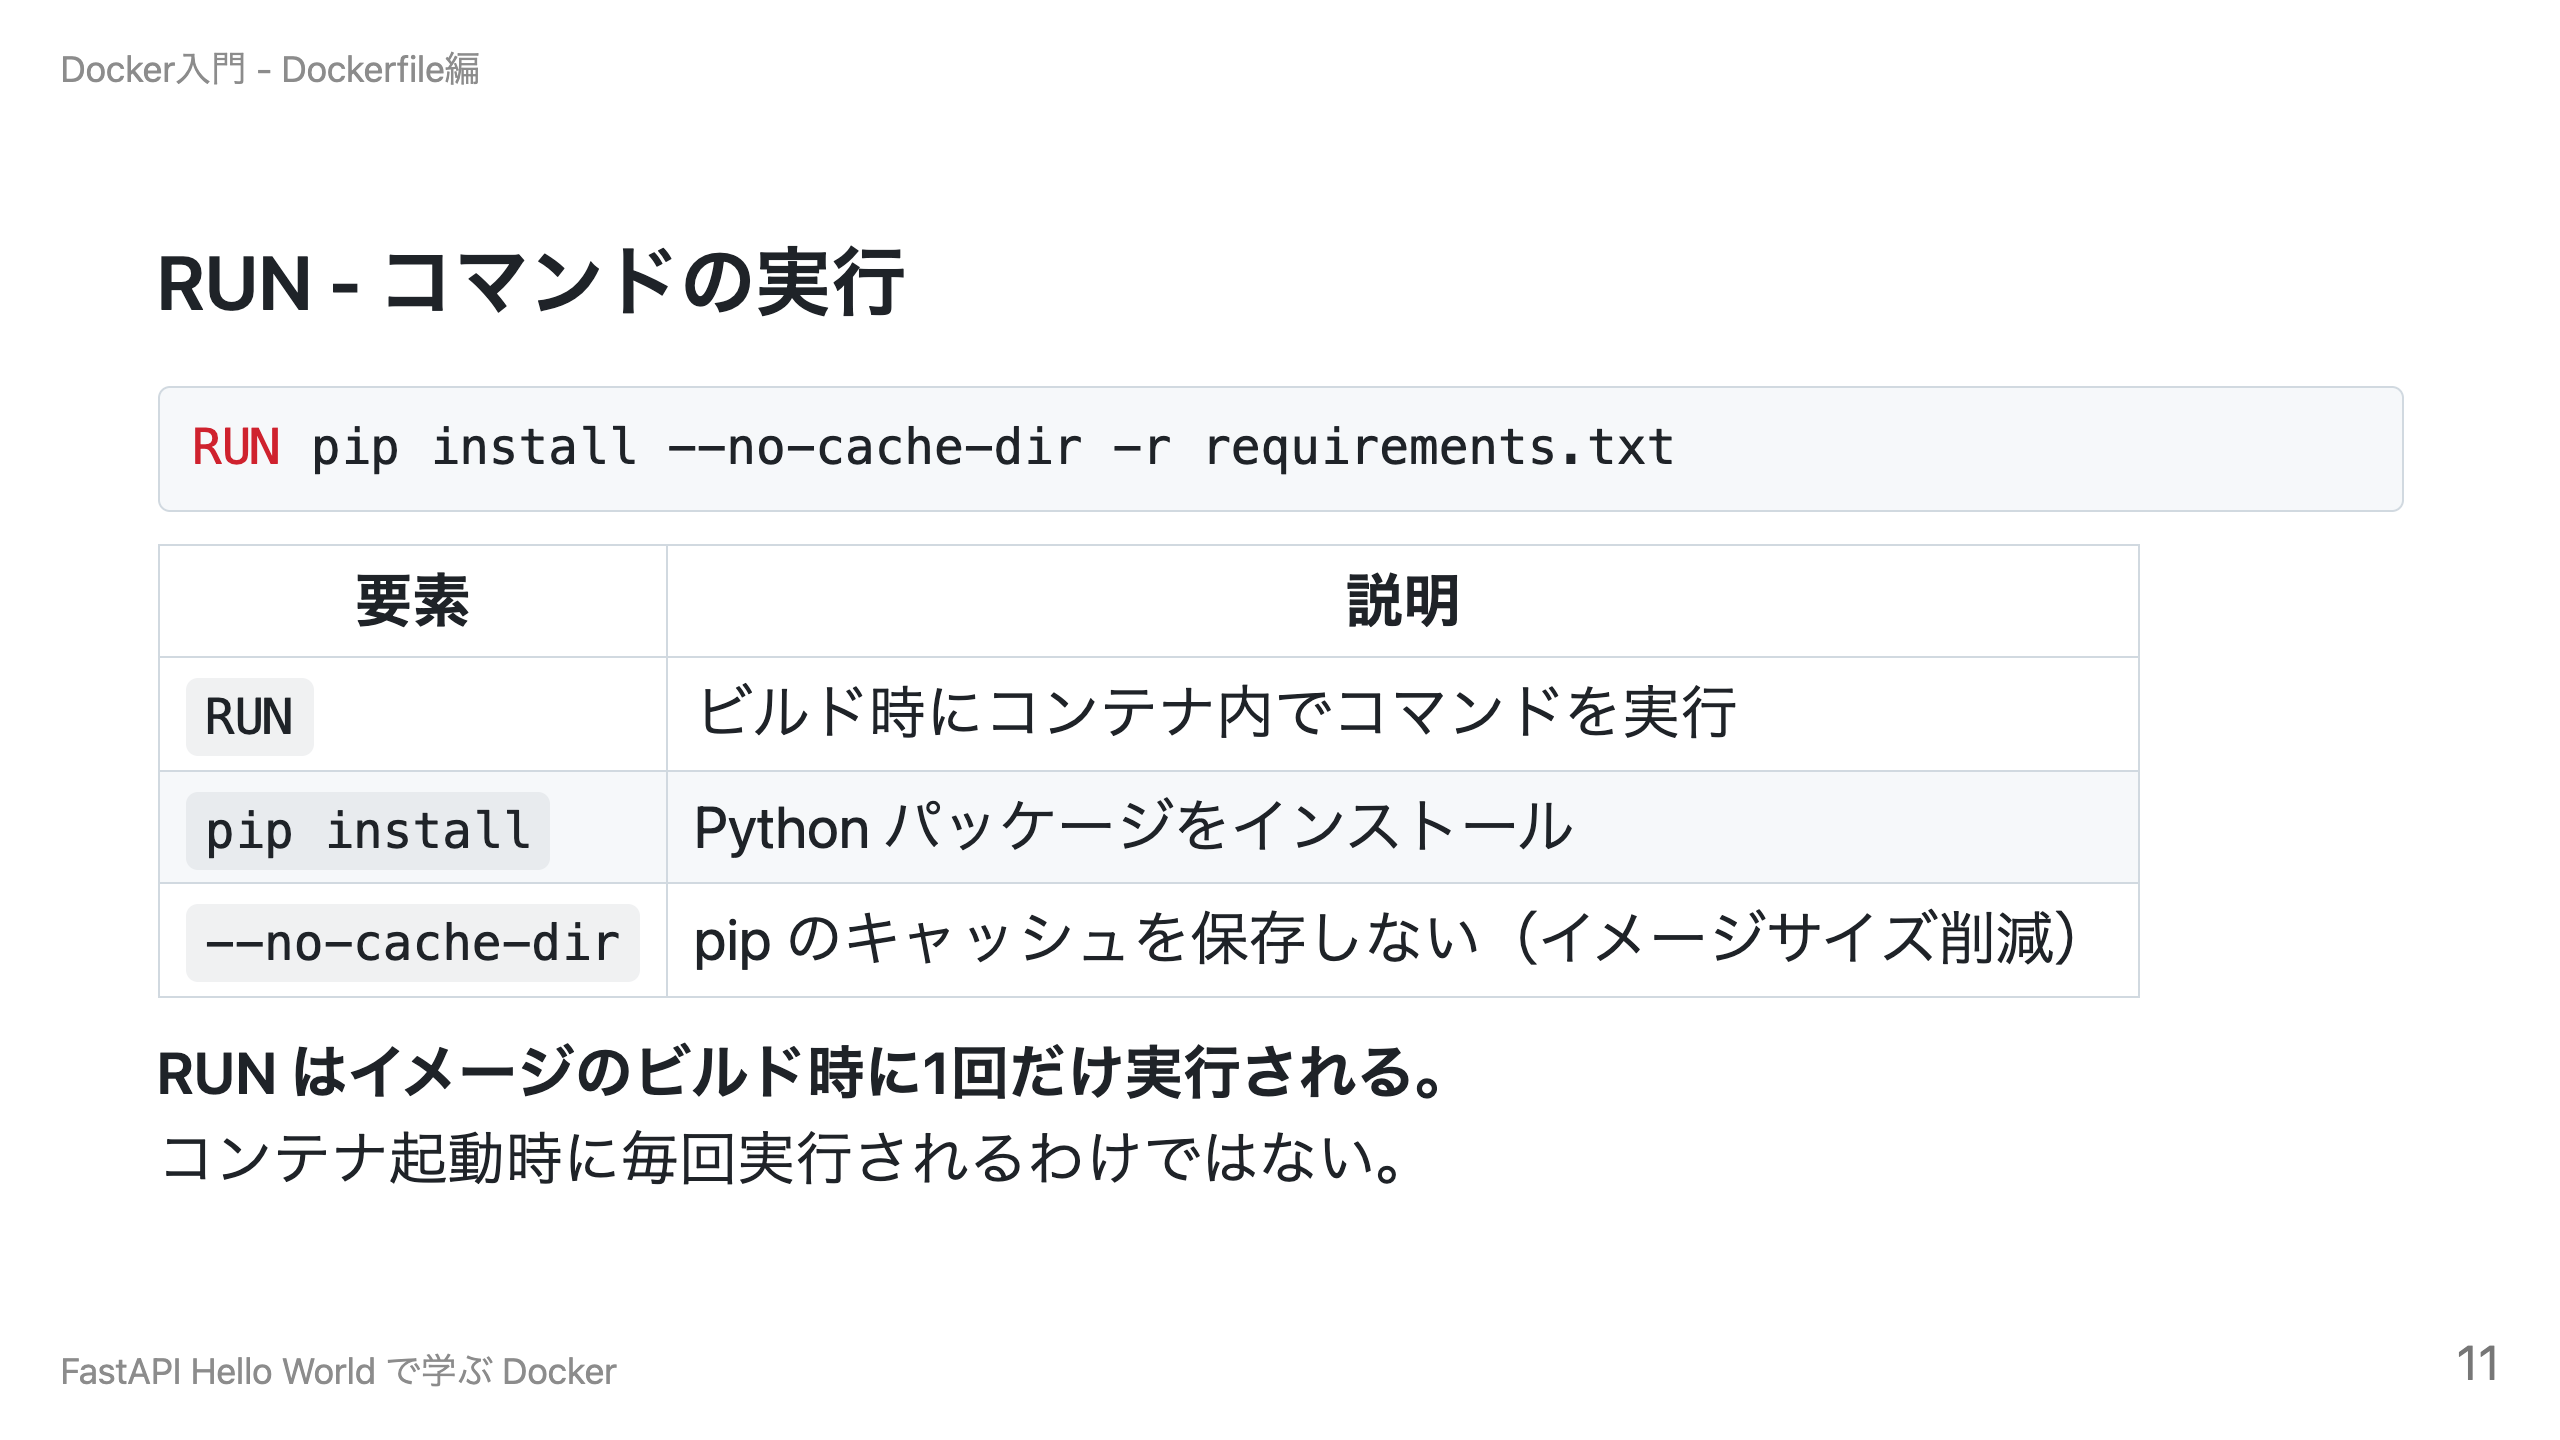 Docker入門 - Dockerfile編
RUN - コマンドの実行
RUN pip install --no-cache-dir -r requirements.txt
要素 説明
RUN ビルド時にコンテナ内でコマンドを実行
pip install Python パッケージをインストール
--no-cache-dir pip のキャッシュを保存しない（イメージサイズ削減）
RUN はイメージのビルド時に1回だけ実行される。
コンテナ起動時に毎回実行されるわけではない。
FastAPI Hello World で学ぶ Docker
11